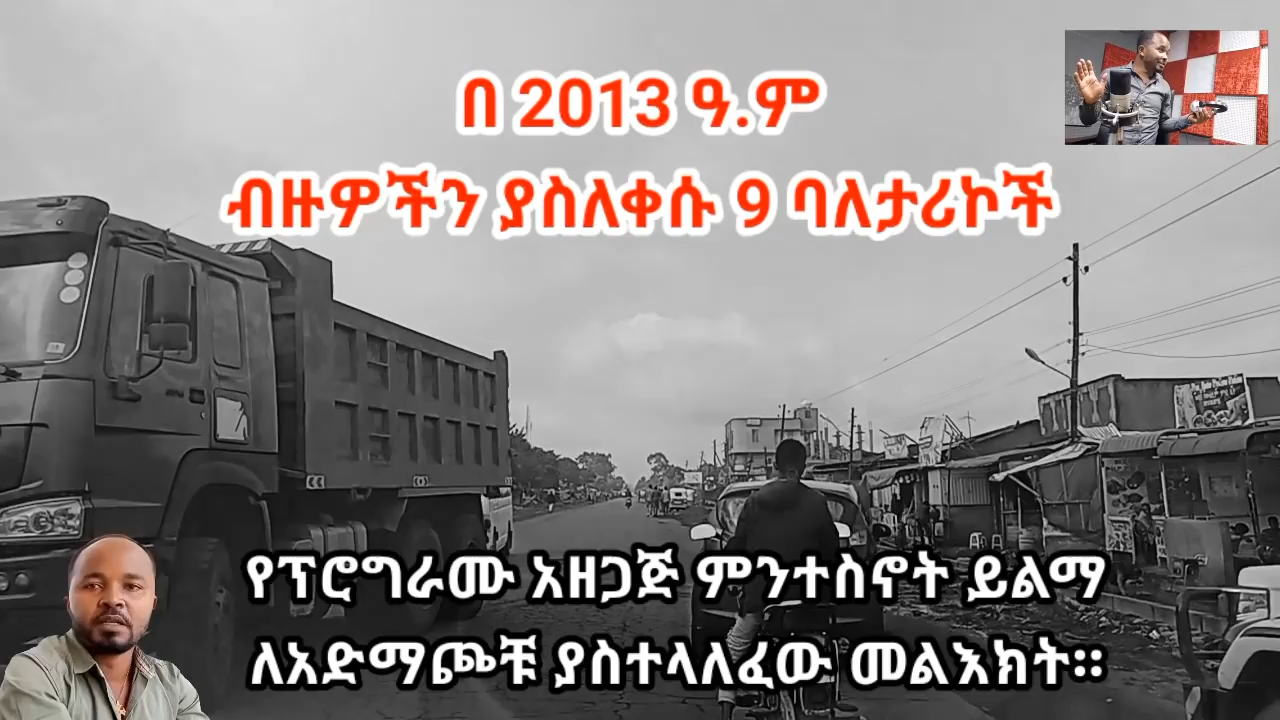 በ 2013 ዓ.ም
ብዙዎችን ያስለቀሱ 9 ባለታሪኮች
የፕሮግራሙ አዘጋጅ ምንተስኖት ይልማ
ለአድማጮቹ ያስተላለፈው መልእክት።